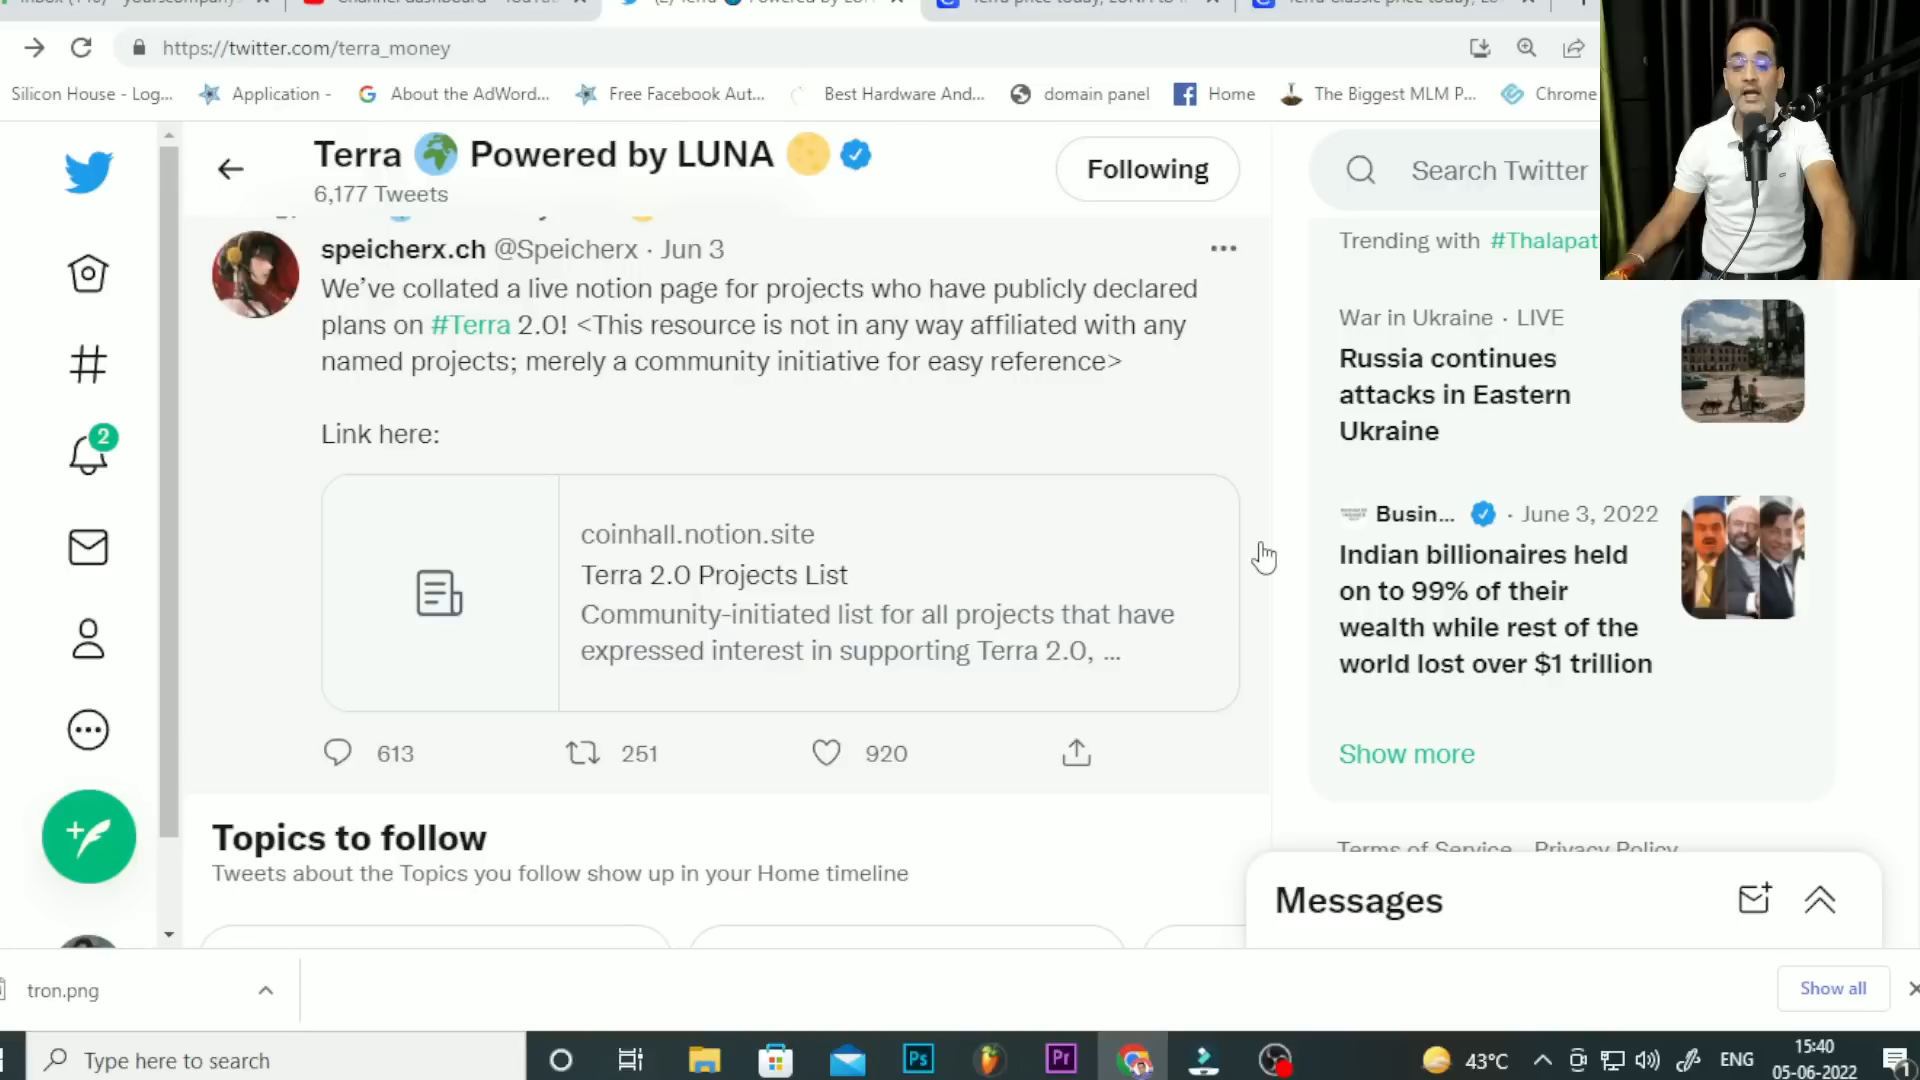 https://twitter.com/terra_money
Silicon House - Log...
Application -
About the AdWord...
Free Facebook Aut...
Best Hardware And...
domain panel
Home
The Biggest MLM P...
Chrome
Terra 🌍 Powered by LUNA 🌕
6,177 Tweets
Following
Search Twitter
speicherx.ch @Speicherx · Jun 3
We've collated a live notion page for projects who have publicly declared
plans on #Terra 2.0! <This resource is not in any way affiliated with any
named projects; merely a community initiative for easy reference>
Link here:
coinhall.notion.site
Terra 2.0 Projects List
Community-initiated list for all projects that have
expressed interest in supporting Terra 2.0, ...
613
251
920
Topics to follow
Tweets about the Topics you follow show up in your Home timeline
2
Trending with #Thalapat
War in Ukraine · LIVE
Russia continues
attacks in Eastern
Ukraine
Busin... · June 3, 2022
Indian billionaires held
on to 99% of their
wealth while rest of the
world lost over $1 trillion
Show more
Terms of Service Privacy Policy
Messages
tron.png
Show all
Type here to search
Ps
Pr
43°C
ENG
15:40
05-06-2022
1